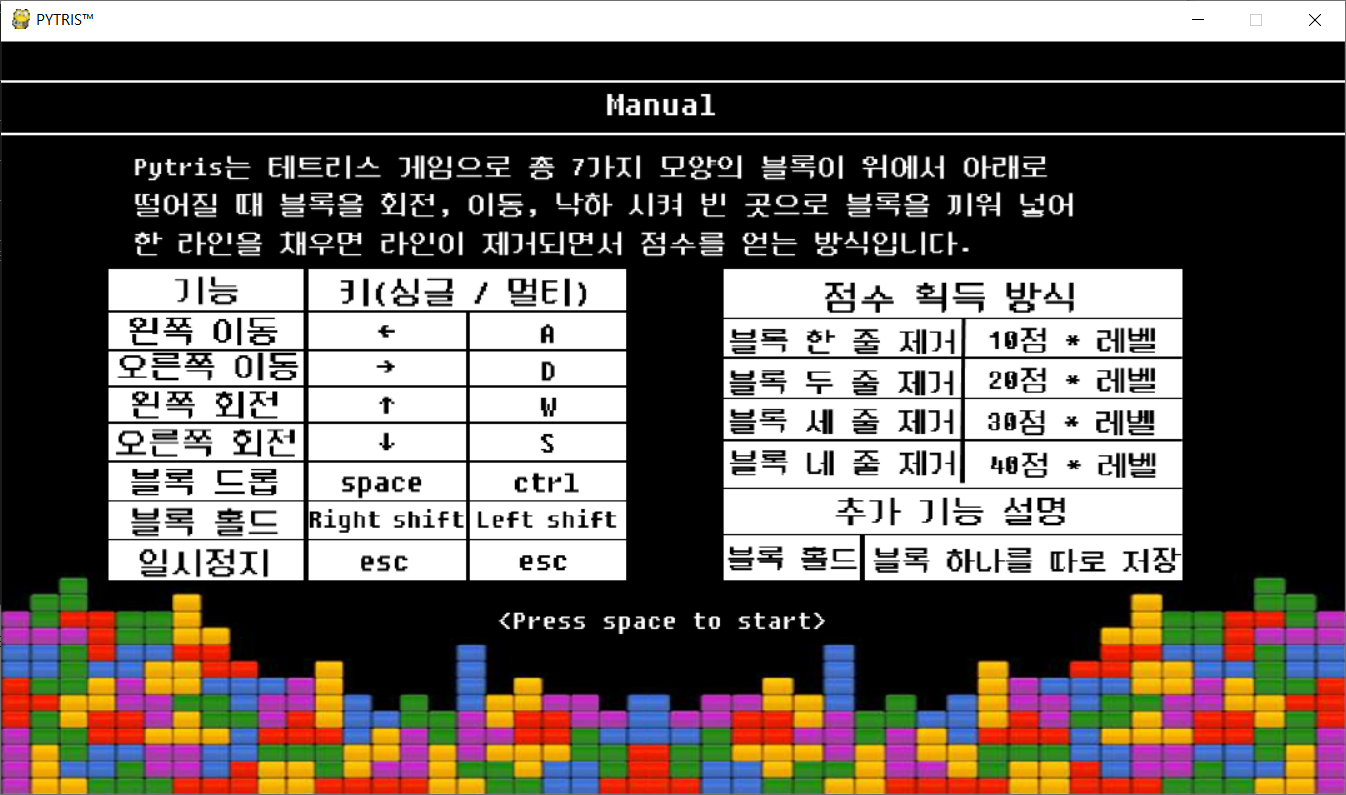 PYTRIS™
Manual
Pytris는 테트리스 게임으로 총 7가지 모양의 블록이 위에서 아래로
떨어질 때 블록을 회전, 이동, 낙하 시켜 빈 곳으로 블록을 끼워 넣어
한 라인을 채우면 라인이 제거되면서 점수를 얻는 방식입니다.
기능 키(싱글 / 멀티)
왼쪽 이동 ← A
오른쪽 이동 → D
왼쪽 회전 ↑ W
오른쪽 회전 ↓ S
블록 드롭 space ctrl
블록 홀드 Right shift Left shift
일시정지 esc esc
점수 획득 방식
블록 한 줄 제거 10점 * 레벨
블록 두 줄 제거 20점 * 레벨
블록 세 줄 제거 30점 * 레벨
블록 네 줄 제거 40점 * 레벨
추가 기능 설명
블록 홀드 블록 하나를 따로 저장
<Press space to start>